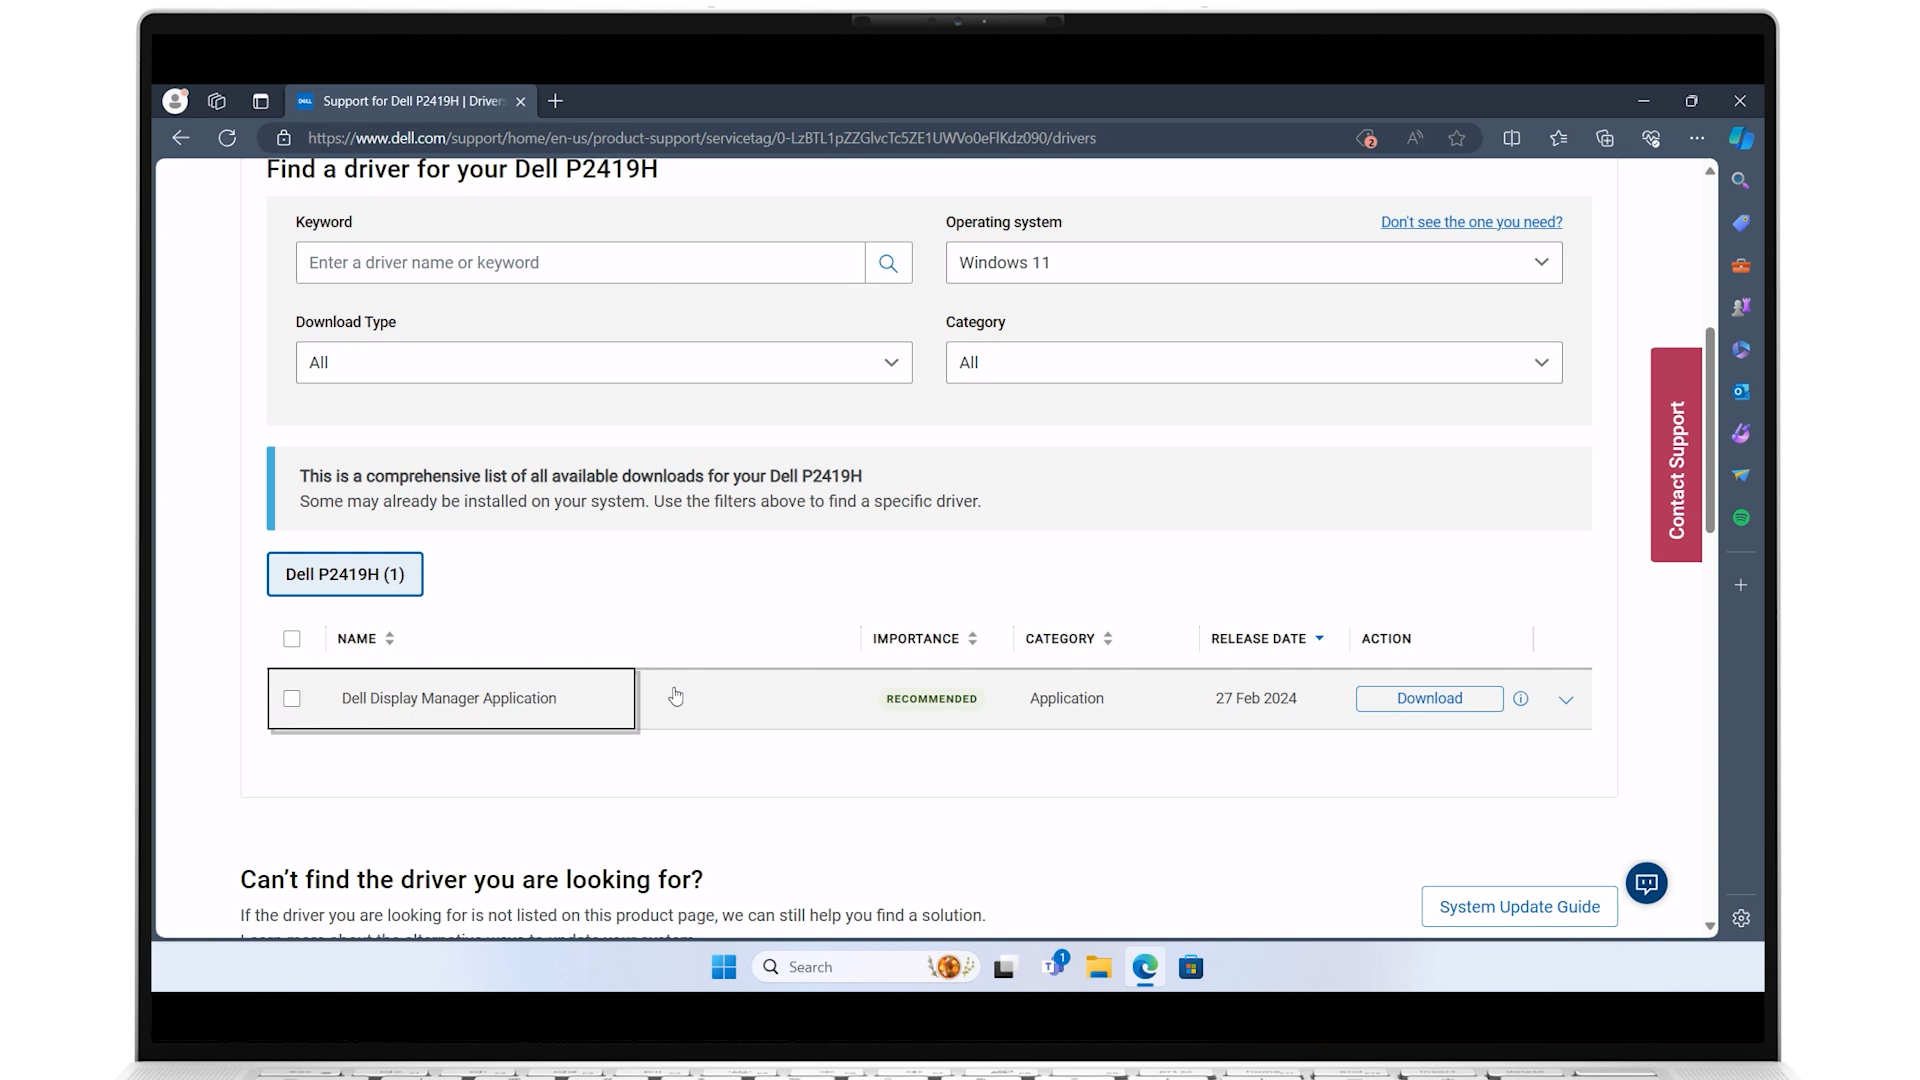 DELL
Support for Dell P2419H | Driver
https://www.dell.com/support/home/en-us/product-support/servicetag/0-LzBTL1pZZGlvcTc5ZE1UWVo0eFlKdz090/drivers
2
Find a driver for your Dell P2419H
Keyword
Operating system
Don't see the one you need?
Enter a driver name or keyword
Windows 11
Download Type
Category
All
All
This is a comprehensive list of all available downloads for your Dell P2419H
Some may already be installed on your system. Use the filters above to find a specific driver.
Contact Support
Dell P2419H (1)
NAME
IMPORTANCE
CATEGORY
RELEASE DATE
ACTION
Dell Display Manager Application
RECOMMENDED
Application
27 Feb 2024
Download
Can't find the driver you are looking for?
If the driver you are looking for is not listed on this product page, we can still help you find a solution.
System Update Guide
Search
1